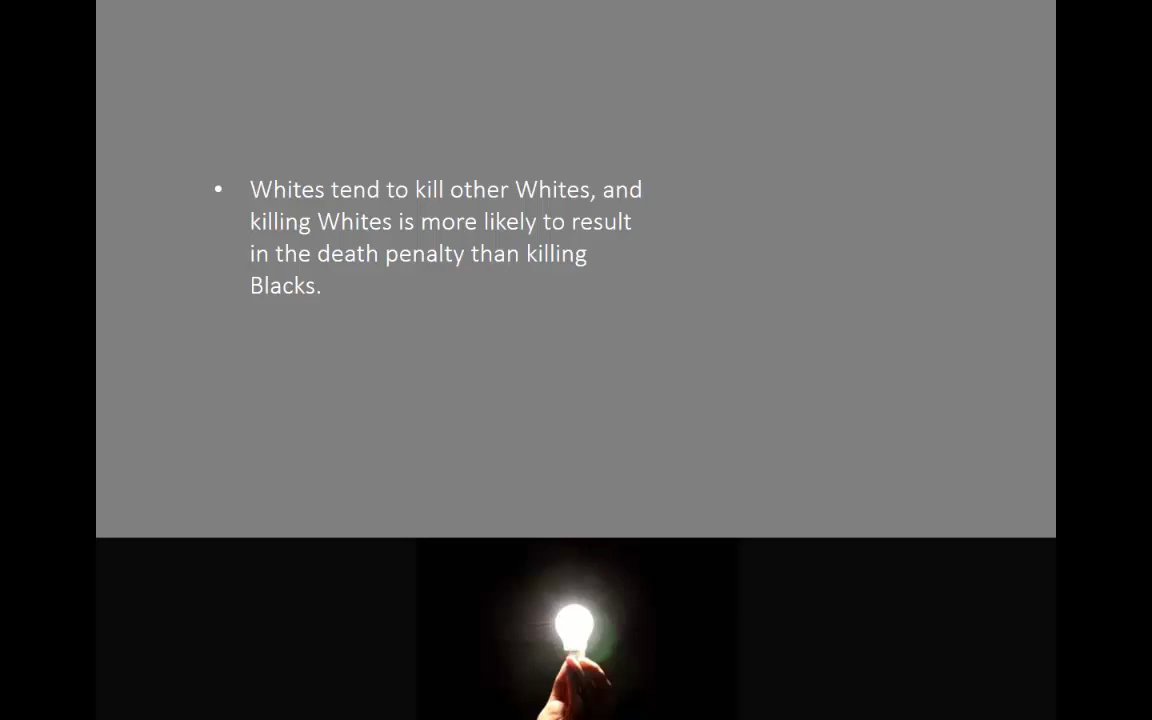 • Whites tend to kill other Whites, and
killing Whites is more likely to result
in the death penalty than killing
Blacks.